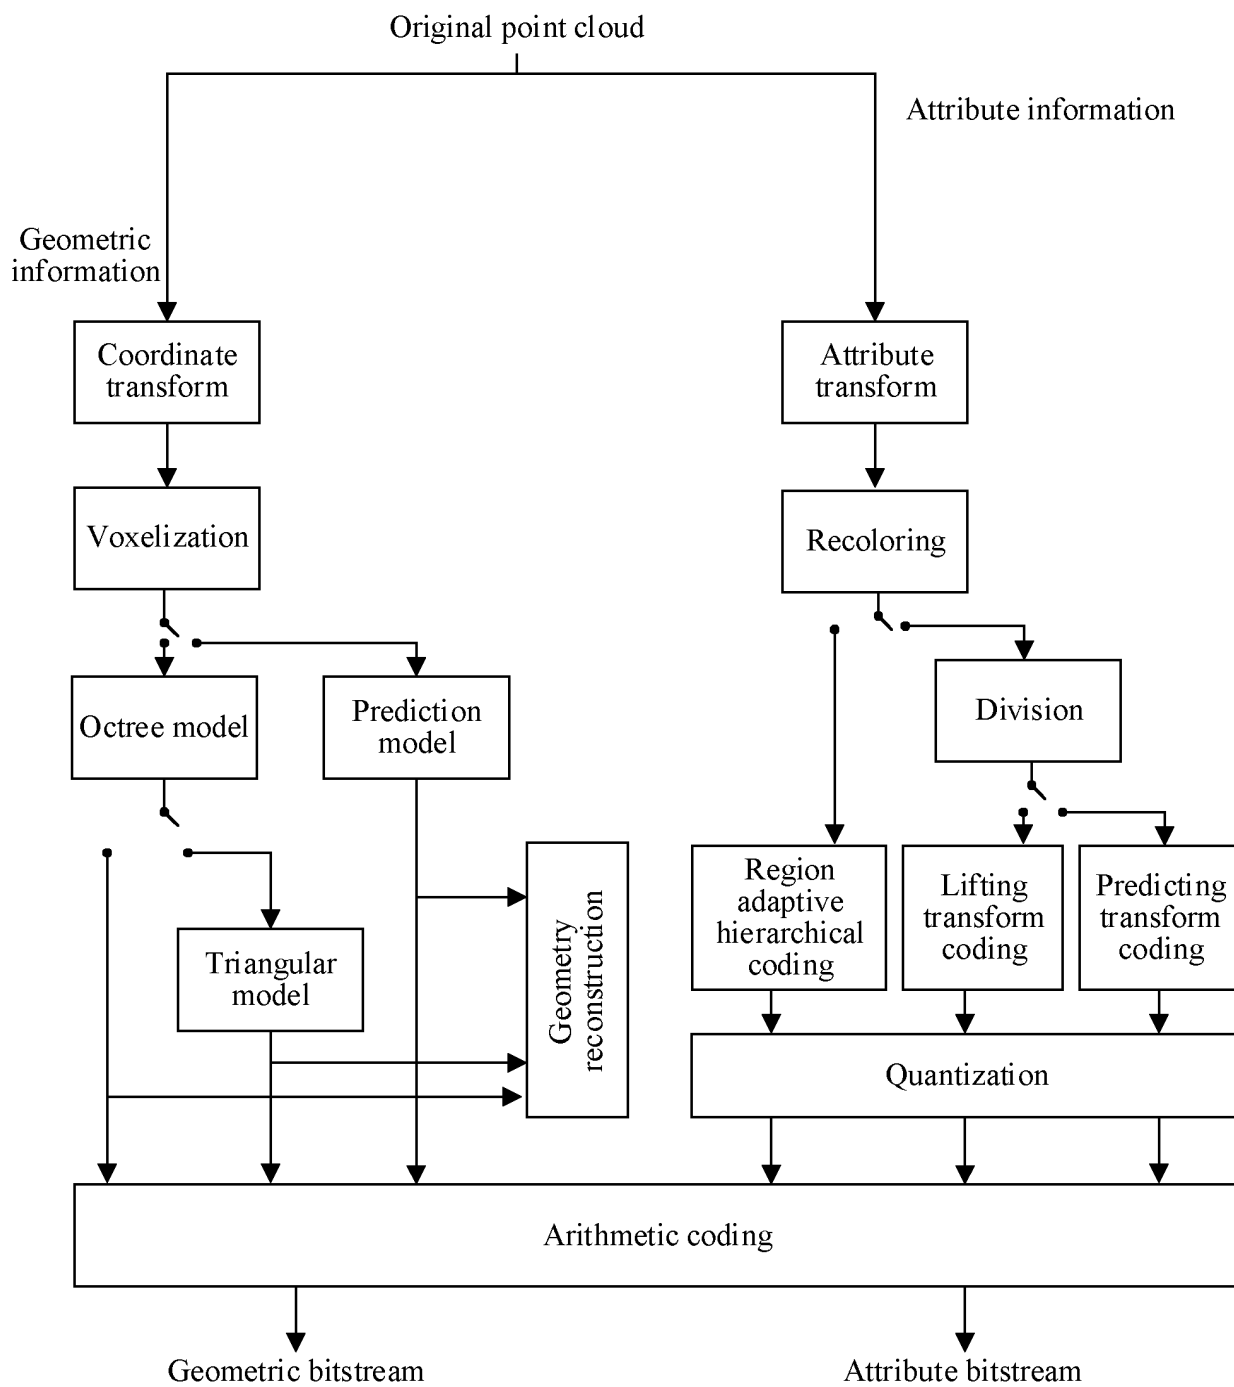 Original point cloud
Attribute information
Geometric
information
Coordinate
transform
Attribute
transform
Voxelization
Recoloring
Octree model
Prediction
model
Division
Triangular
model
Geometry
reconstruction
Region
adaptive
hierarchical
coding
Lifting
transform
coding
Predicting
transform
coding
Quantization
Arithmetic coding
Geometric bitstream
Attribute bitstream